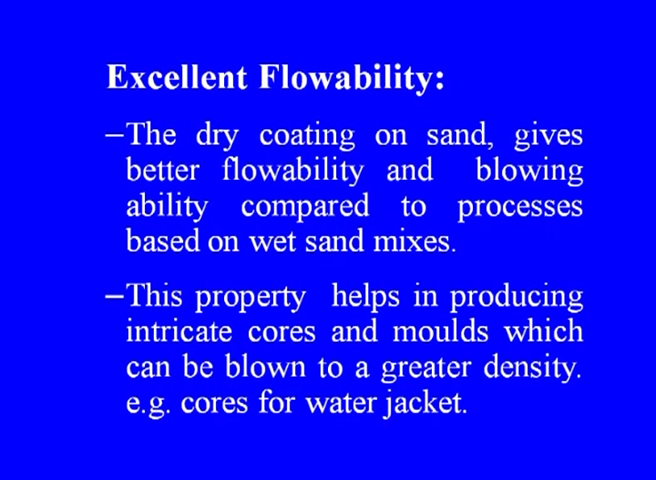 Excellent Flowability:
–The dry coating on sand, gives
better flowability and blowing
ability compared to processes
based on wet sand mixes.
–This property helps in producing
intricate cores and moulds which
can be blown to a greater density.
e.g. cores for water jacket.